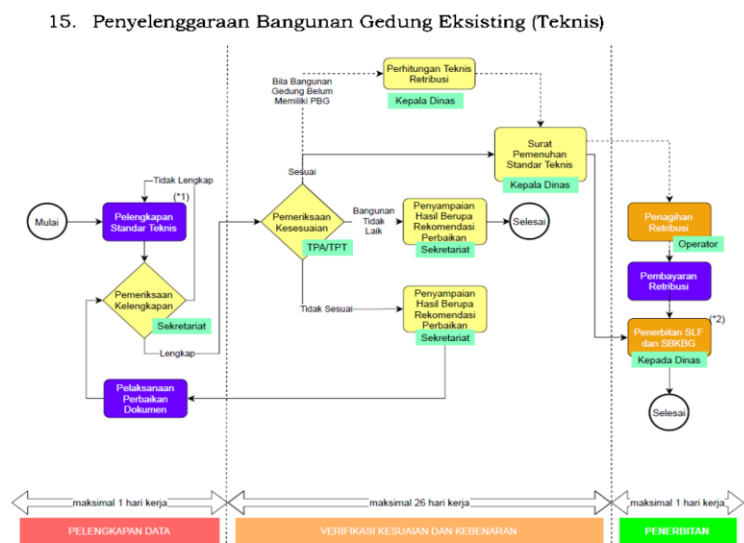 15. Penyelenggaraan Bangunan Gedung Eksisting (Teknis)
Bila Bangunan
Gedung Belum
Memiliki PBG
Perhitungan Teknis
Retribusi
Kepala Dinas
Surat
Pemenuhan
Standar Teknis
Kepala Dinas
Sesuai
Tidak Lengkap
(*1)
Mulai
Pelengkapan
Standar Teknis
Pemeriksaan
Kesesuaian
TPA/TPT
Bangunan
Tidak
Laik
Penyampaian
Hasil Berupa
Rekomendasi
Perbaikan
Sekretariat
Selesai
Penagihan
Retribusi
Operator
Pemeriksaan
Kelengkapan
Sekretariat
Pembayaran
Retribusi
Tidak Sesuai
Penyampaian
Hasil Berupa
Rekomendasi
Perbaikan
Sekretariat
(*2)
Penerbitan SLF
dan SBKBG
Kepada Dinas
Lengkap
Pelaksanaan
Perbaikan
Dokumen
Selesai
maksimal 1 hari kerja
maksimal 26 hari kerja
maksimal 1 hari kerja
PELENGKAPAN DATA
VERIFIKASI KESUAIAN DAN KEBENARAN
PENERBITAN